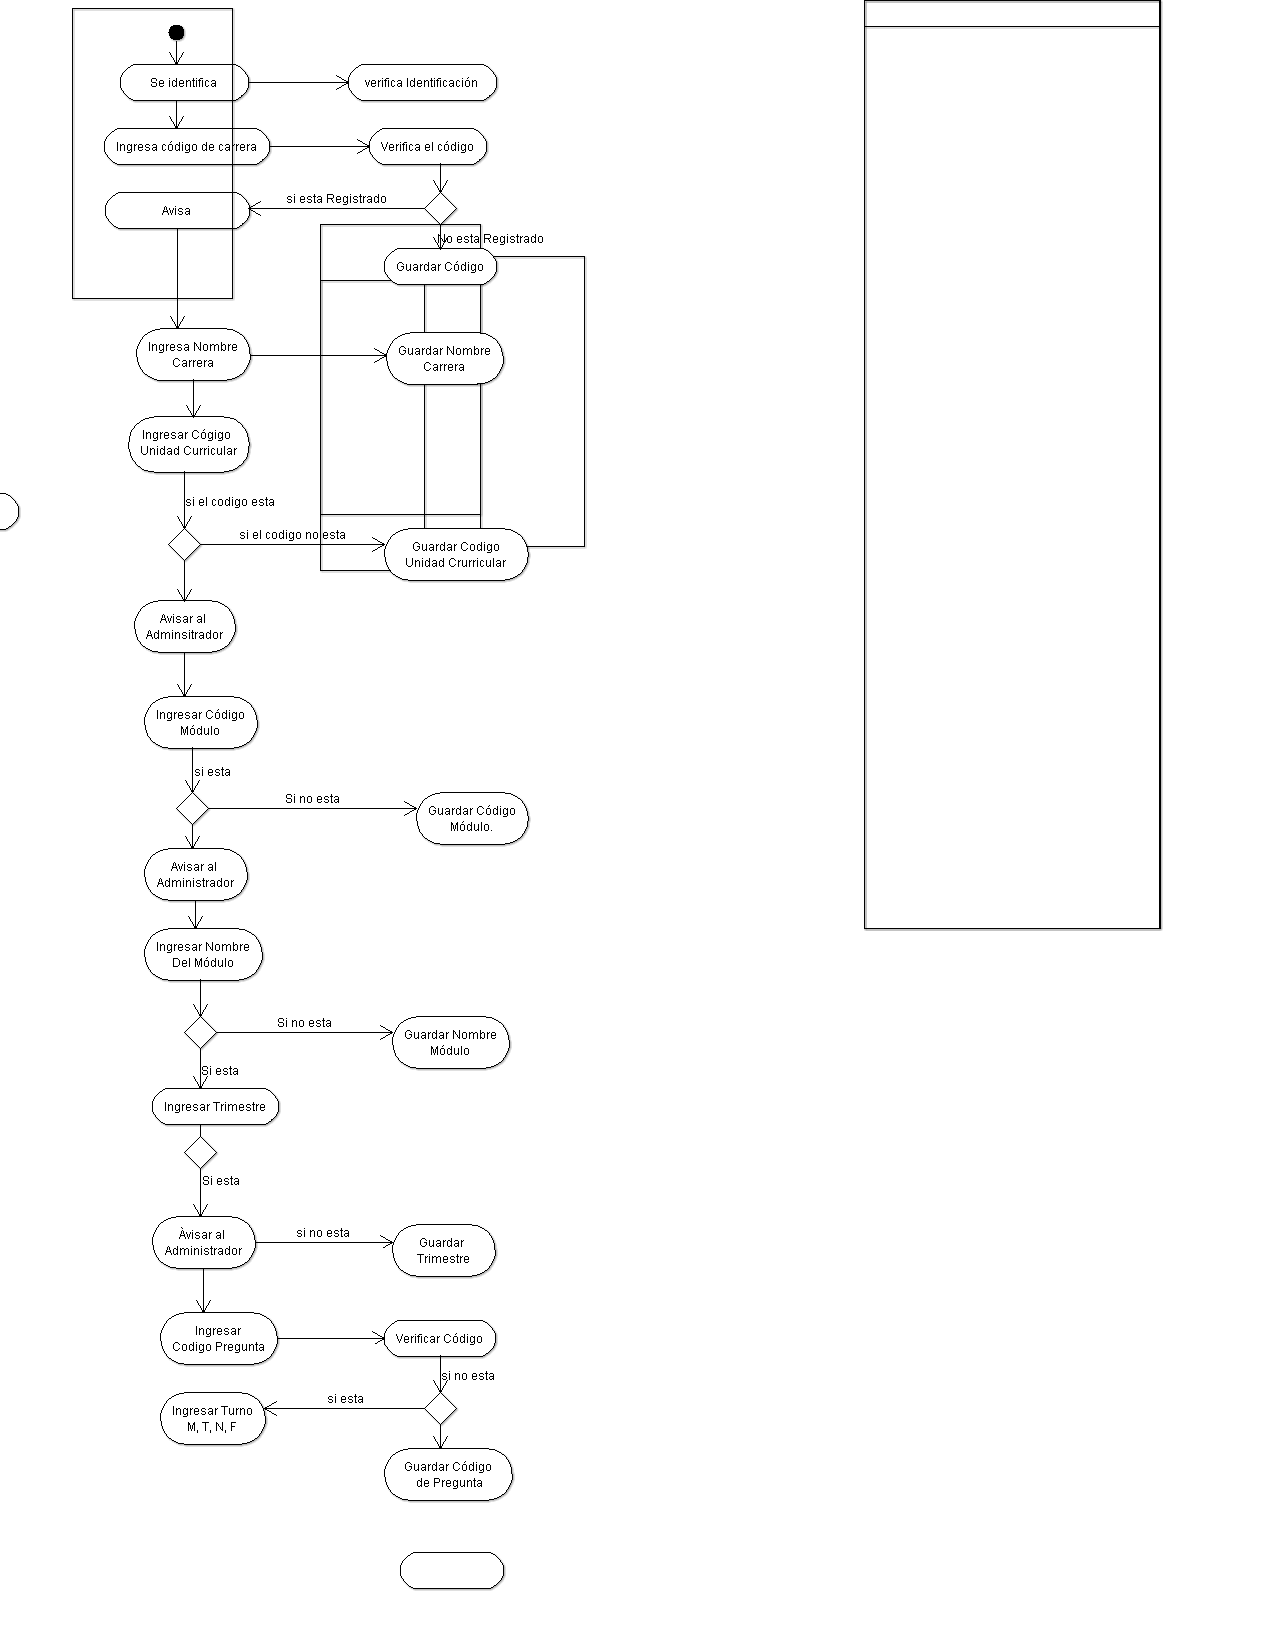 Se identifica
verifica Identificación
Ingresa código de carrera
Verifica el código
si esta Registrado
Avisa
No esta Registrado
Guardar Código
Ingresa Nombre
Carrera
Guardar Nombre
Carrera
Ingresar Cógigo
Unidad Curricular
si el codigo esta
si el codigo no esta
Guardar Codigo
Unidad Crurricular
Avisar al
Adminsitrador
Ingresar Código
Módulo
si esta
Si no esta
Guardar Código
Módulo.
Avisar al
Administrador
Ingresar Nombre
Del Módulo
Si no esta
Guardar Nombre
Módulo
Si esta
Ingresar Trimestre
Si esta
Àvisar al
Administrador
si no esta
Guardar
Trimestre
Ingresar
Codigo Pregunta
Verificar Código
si no esta
si esta
Ingresar Turno
M, T, N, F
Guardar Código
de Pregunta